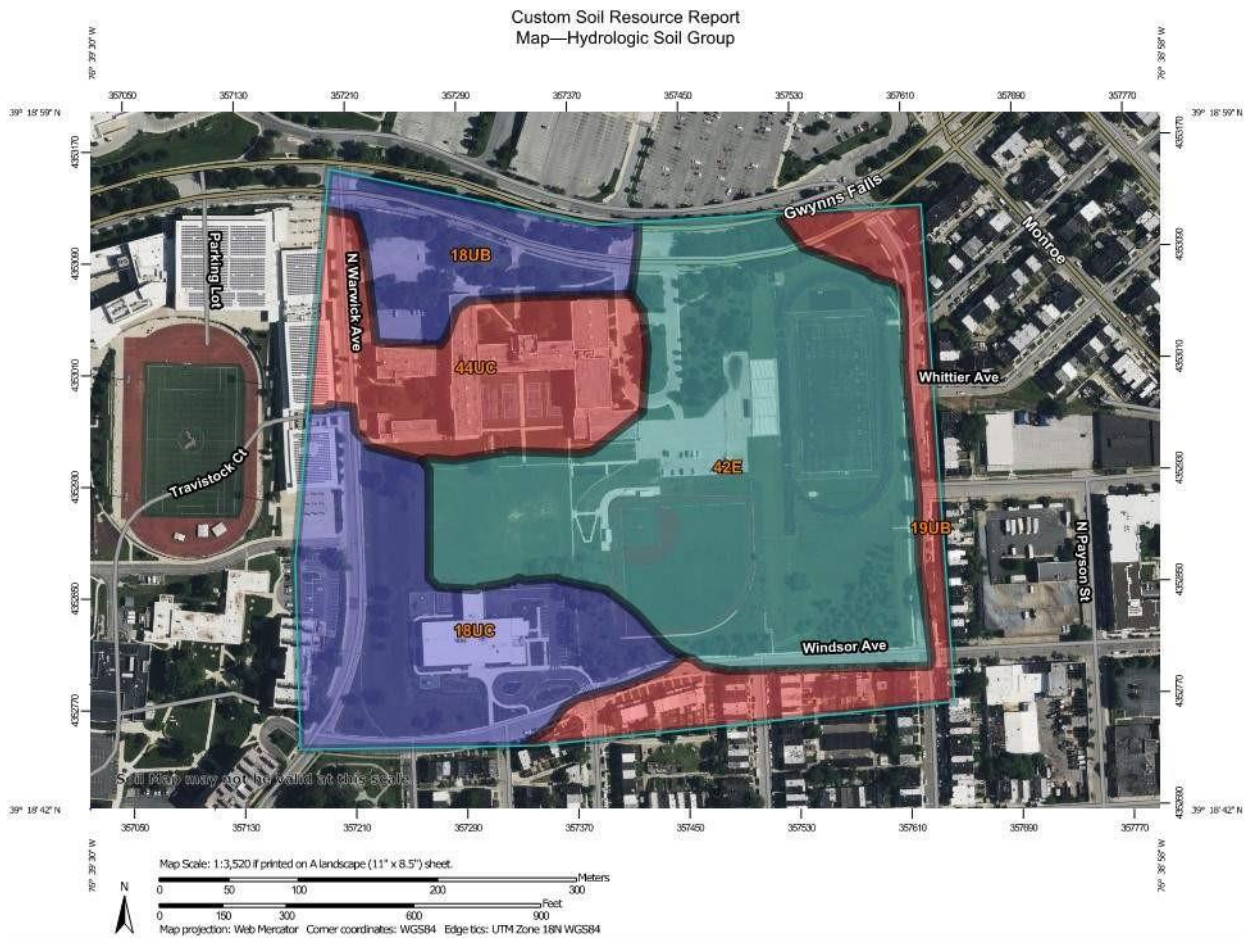 Custom Soil Resource Report
Map—Hydrologic Soil Group
76° 39' 30" W
76° 38' 58" W
357050 357130 357210 357290 357370 357450 357530 357610 357690 357770
39° 18' 59" N
39° 18' 59" N
4353170
4353170
Gwynns Falls
Monroe
Parking Lot
N Warwick Ave
18UB
4353090
4353090
4353010
4353010
44UC
Whittier Ave
42E
4352930
4352930
Travistock Ct
19UB
N Payson St
4352850
4352850
18UC
Windsor Ave
4352770
4352770
Soil Map may not be valid at this scale.
4352690
39° 18' 42" N
39° 18' 42" N
357050 357130 357210 357290 357370 357450 357530 357610 357690 357770
76° 39' 30" W
76° 38' 58" W
Map Scale: 1:3,520 if printed on A landscape (11" x 8.5") sheet.
N
Meters
0 50 100 200 300
Feet
0 150 300 600 900
Map projection: Web Mercator Corner coordinates: WGS84 Edge tics: UTM Zone 18N WGS84